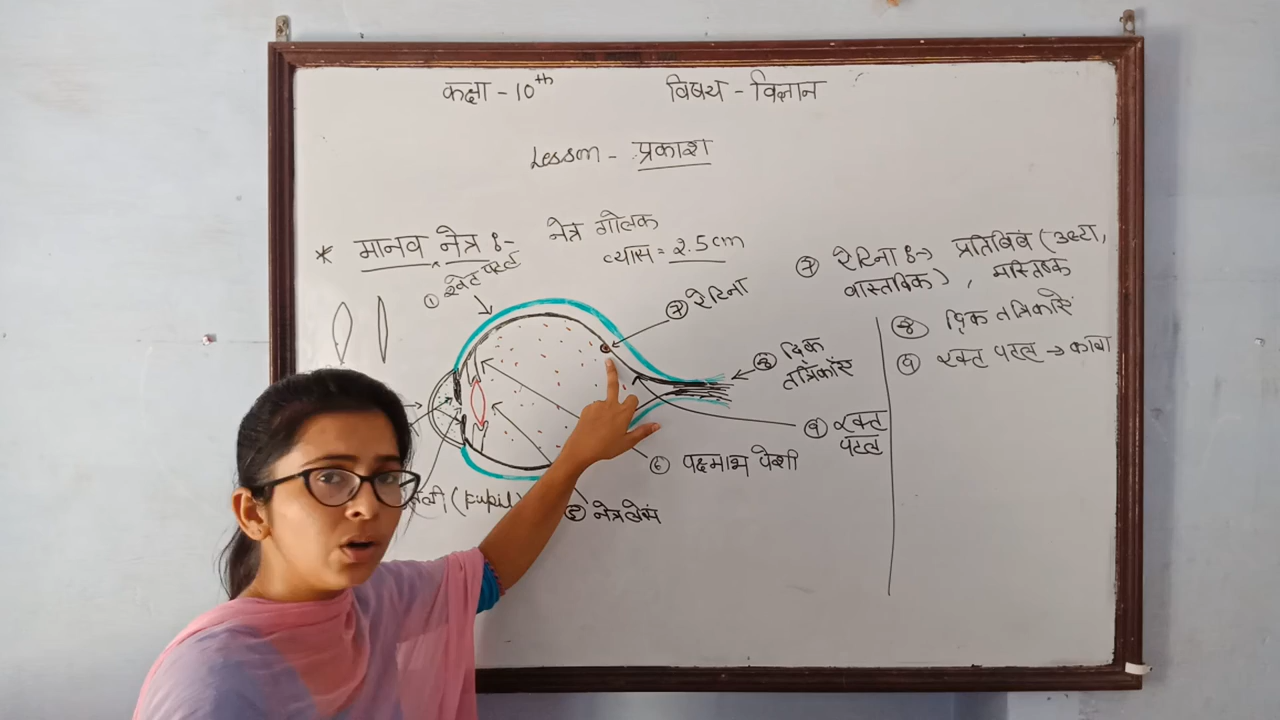 कक्षा - 10th विषय - विज्ञान
Lesson - प्रकाश
* मानव नेत्र :-
नेत्र गोलक
व्यास = 2.5cm
① श्वेत पटल
⑦ रेटिना
⑧ दिक
तंत्रिकाएं
⑨ रक्त
पटल
⑥ पक्ष्माभ पेशी
⑤ नेत्र लेंस
(pupil)
⑦ रेटिना :-> प्रतिबिंब (उल्टा,
वास्तविक), मस्तिष्क
⑧ दिक तंत्रिकाएं
⑨ रक्त पटल -> काला